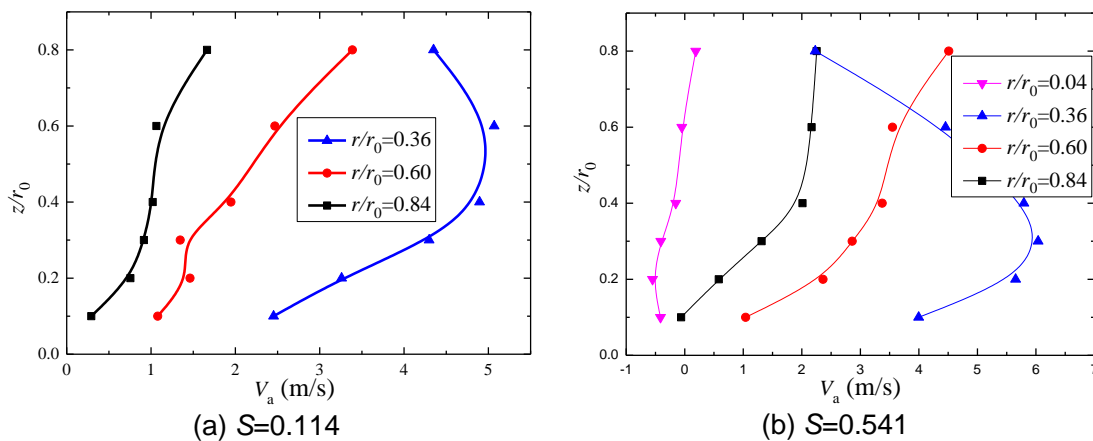 0.8
0.6
0.4
0.2
0.0
z/r0
0 1 2 3 4 5
Va (m/s)
r/r0=0.36
r/r0=0.60
r/r0=0.84
(a) S=0.114
0.8
0.6
0.4
0.2
0.0
z/r0
-1 0 1 2 3 4 5 6 7
Va (m/s)
r/r0=0.04
r/r0=0.36
r/r0=0.60
r/r0=0.84
(b) S=0.541